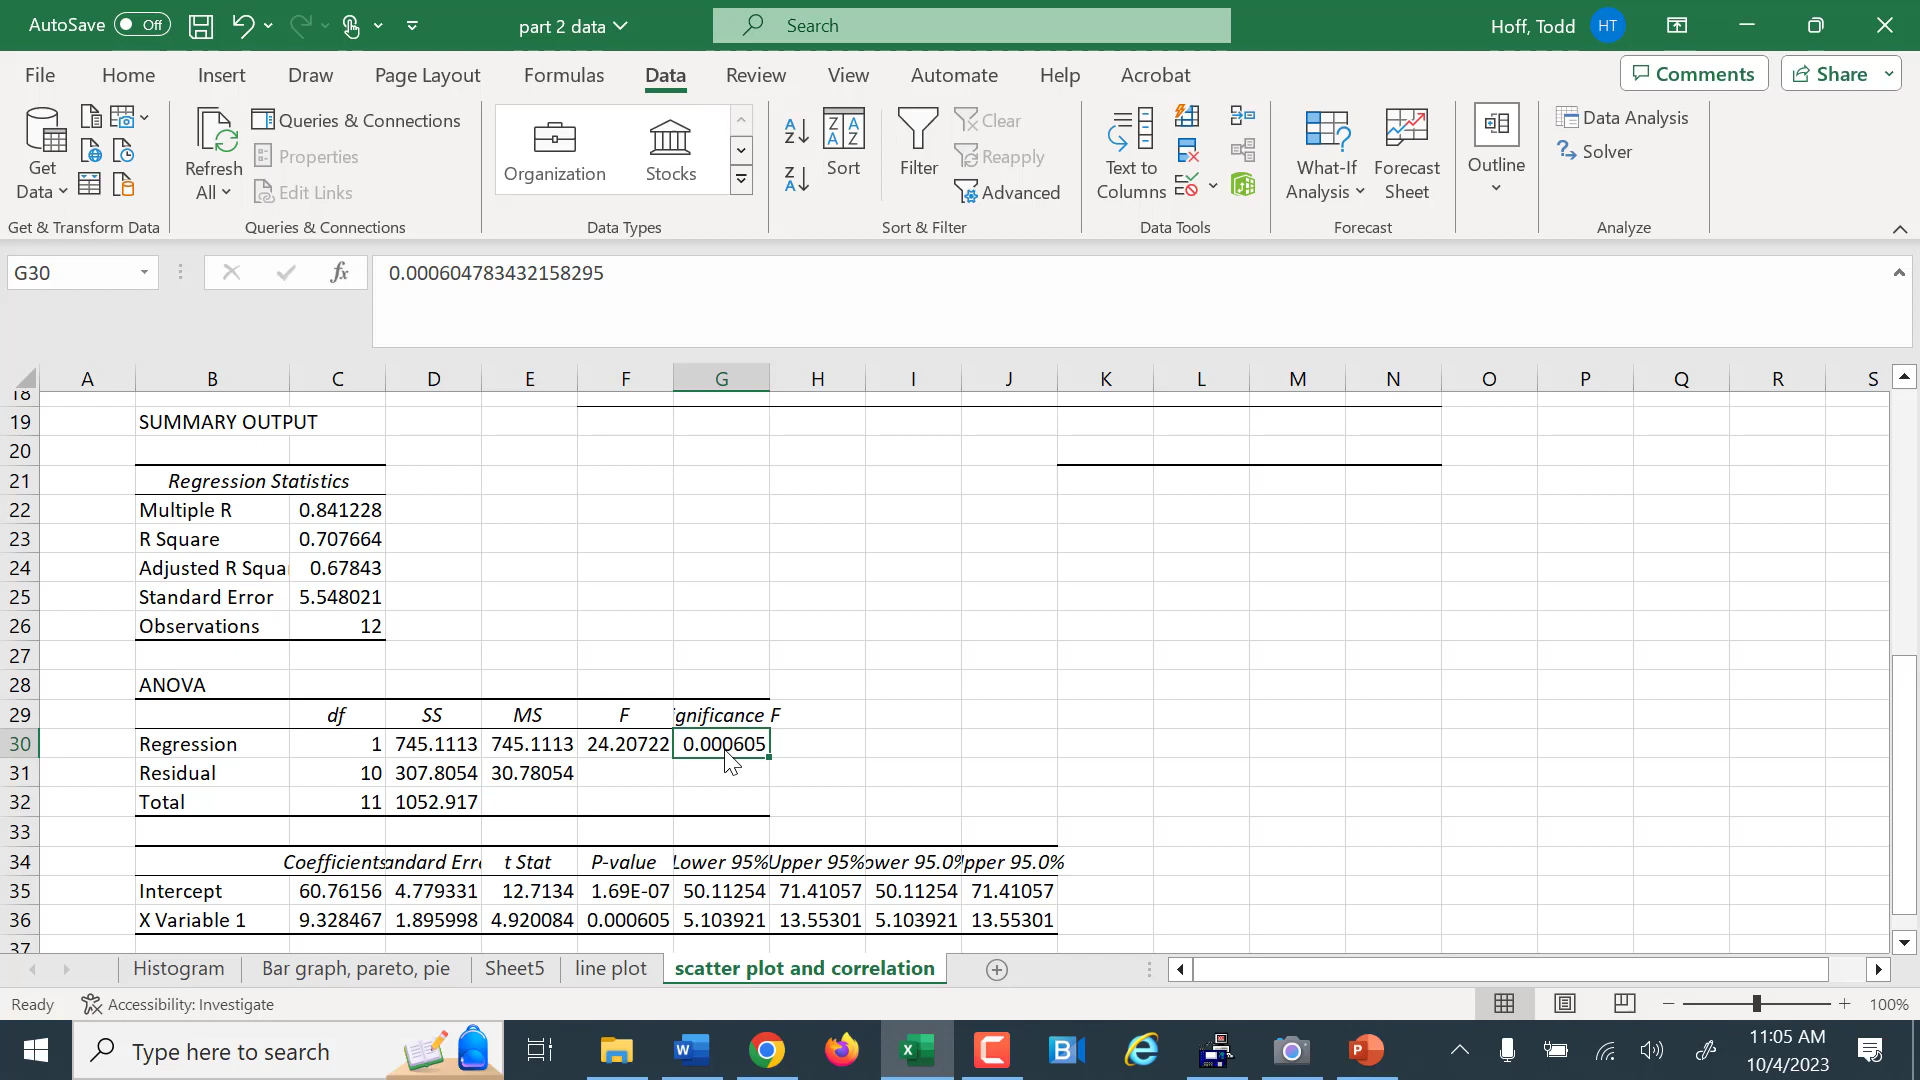 AutoSave Off part 2 data Search Hoff, Todd HT
File Home Insert Draw Page Layout Formulas Data Review View Automate Help Acrobat Comments Share
Get Data
Refresh All
Queries & Connections
Properties
Edit Links
Organization Stocks
Sort
Filter
Clear
Reapply
Advanced
Text to Columns
What-If Analysis
Forecast Sheet
Outline
Data Analysis
Solver
Get & Transform Data Queries & Connections Data Types Sort & Filter Data Tools Forecast Analyze
G30 fx 0.000604783432158295
A B C D E F G H I J K L M N O P Q R S
18
19 SUMMARY OUTPUT
20
21 Regression Statistics
22 Multiple R 0.841228
23 R Square 0.707664
24 Adjusted R Squa 0.67843
25 Standard Error 5.548021
26 Observations 12
27
28 ANOVA
29 df SS MS F gnificance F
30 Regression 1 745.1113 745.1113 24.20722 0.000605
31 Residual 10 307.8054 30.78054
32 Total 11 1052.917
33
34 Coefficients andard Erro t Stat P-value Lower 95% Upper 95% ower 95.0% pper 95.0%
35 Intercept 60.76156 4.779331 12.7134 1.69E-07 50.11254 71.41057 50.11254 71.41057
36 X Variable 1 9.328467 1.895998 4.920084 0.000605 5.103921 13.55301 5.103921 13.55301
37
Histogram Bar graph, pareto, pie Sheet5 line plot scatter plot and correlation
Ready Accessibility: Investigate 100%
Type here to search
11:05 AM
10/4/2023